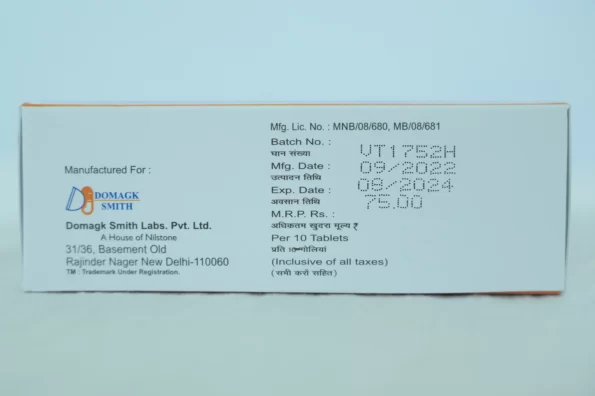 Manufactured For :
DOMAGK
SMITH
Domagk Smith Labs. Pvt. Ltd.
A House of Nilstone
31/36, Basement Old
Rajinder Nager New Delhi-110060
TM : Trademark Under Registration.
Mfg. Lic. No. : MNB/08/680, MB/08/681
Batch No. : VT1752H
घान संख्या
Mfg. Date : 09/2022
उत्पादन तिथि
Exp. Date : 08/2024
अवसान तिथि
M.R.P. Rs. : 75.00
अधिकतम खुदरा मूल्य ₹
Per 10 Tablets
प्रति गोलियां
(Inclusive of all taxes)
(सभी करों सहित)